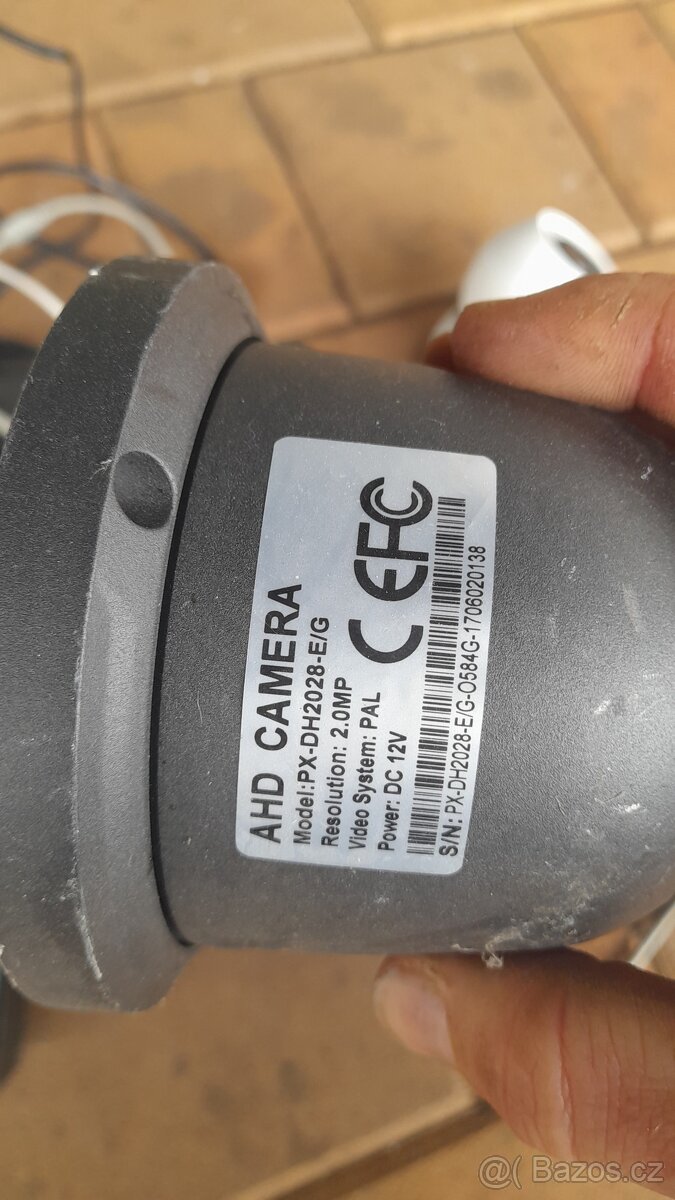 AHD CAMERA
Model:PX-DH2028-E/G
Resolution: 2.0MP
Video System: PAL
Power: DC 12V
CE FC
S/N: PX-DH2028-E/G-O584G-1706020138
@( Bazos.cz